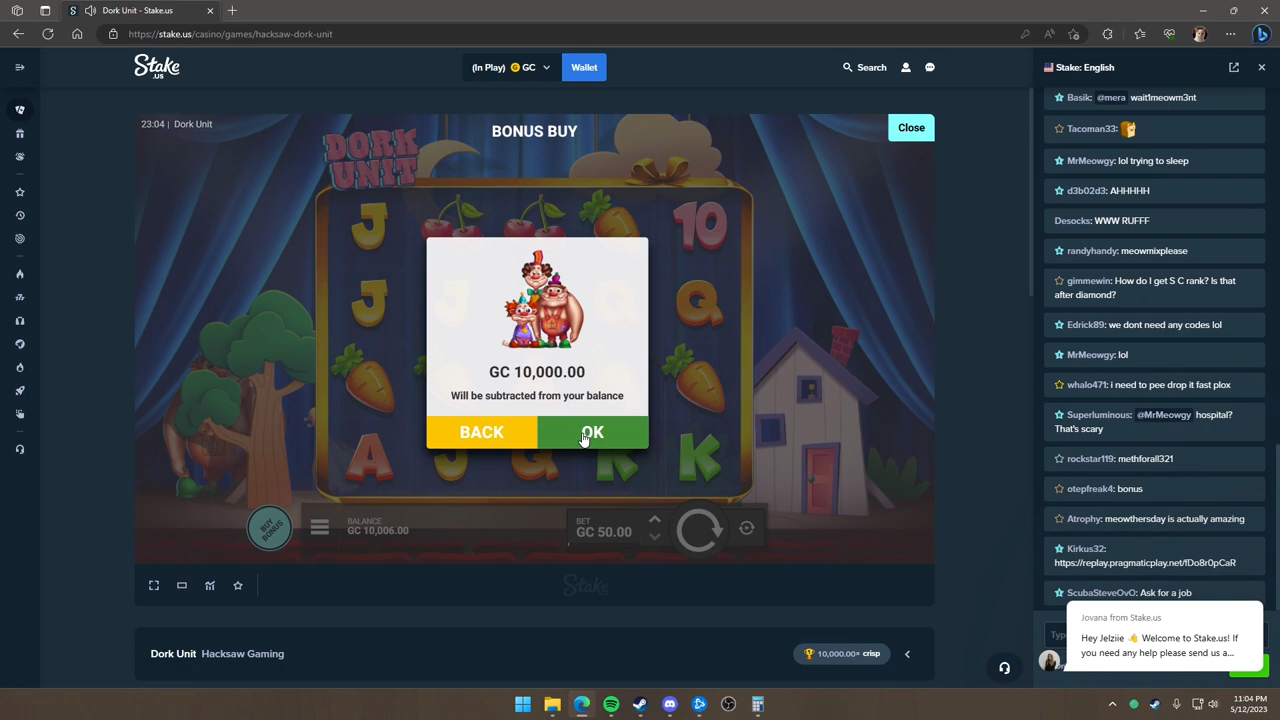 Dork Unit - Stake.us
https://stake.us/casino/games/hacksaw-dork-unit
Stake
.us
(In Play) GC
Wallet
Search
Stake: English
23:04 | Dork Unit
BONUS BUY
Close
DORK
UNIT
J
10
J
Q
A
J
Q
K
K
GC 10,000.00
Will be subtracted from your balance
BACK
OK
BUY
BONUS
BALANCE
GC 10,006.00
BET
GC 50.00
Stake
Dork Unit Hacksaw Gaming
10,000.00× crisp
Basik: @mera wait1meowm3nt
Tacoman33:
MrMeowgy: lol trying to sleep
d3b02d3: AHHHHH
Desocks: WWW RUFFF
randyhandy: meowmixplease
gimmewin: How do I get S C rank? Is that
after diamond?
Edrick89: we dont need any codes lol
MrMeowgy: lol
whalo471: i need to pee drop it fast plox
Superluminous: @MrMeowgy hospital?
That's scary
rockstar119: methforall321
otepfreak4: bonus
Atrophy: meowthersday is actually amazing
Kirkus32:
https://replay.pragmaticplay.net/fDo8r0pCaR
ScubaSteveOvO: Ask for a job
Jovana from Stake.us
Hey Jelziie 👋 Welcome to Stake.us! If
you need any help please send us a...
Typ
11:04 PM
5/12/2023